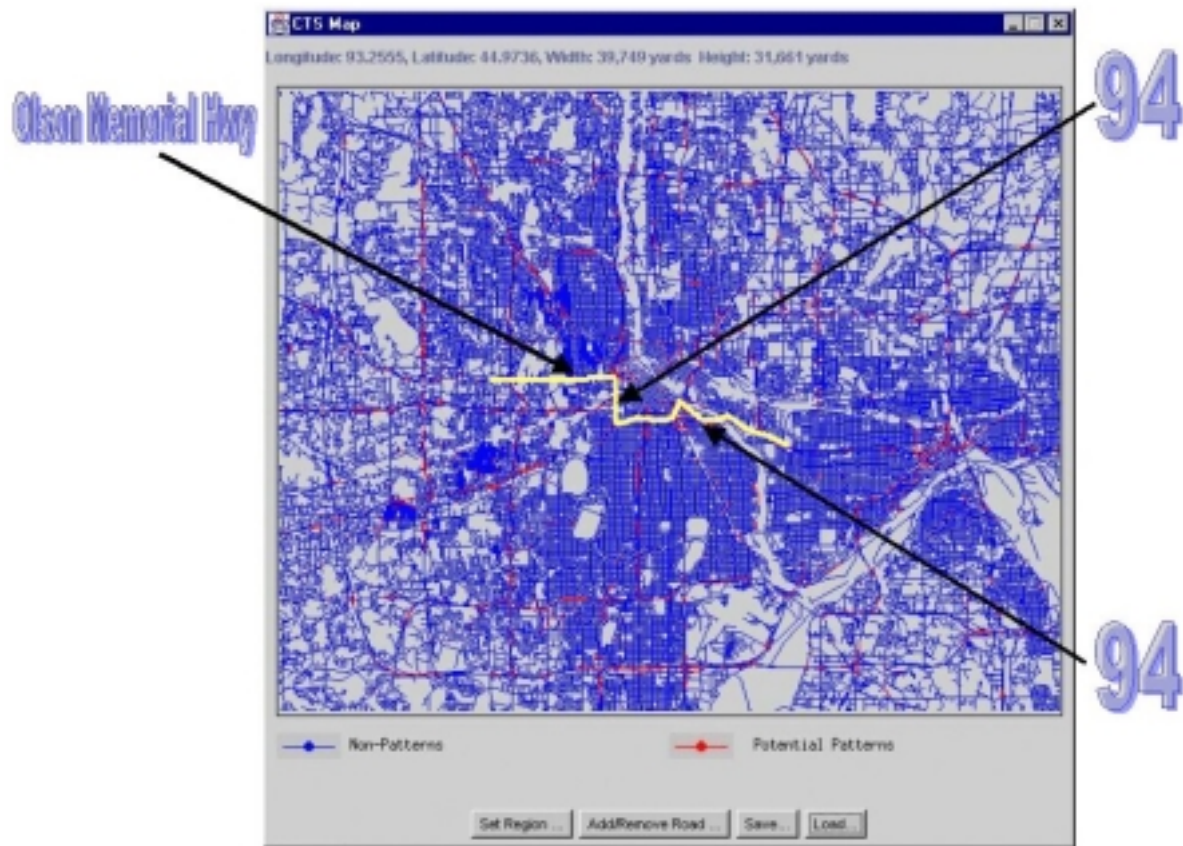 CTS Map
Longitude: 93.2555, Latitude: 44.9736, Width: 39,749 yards Height: 31,661 yards
Olson Memorial Hwy
94
94
Non-Patterns
Potential Patterns
Set Region ...
Add/Remove Road ...
Save...
Load...